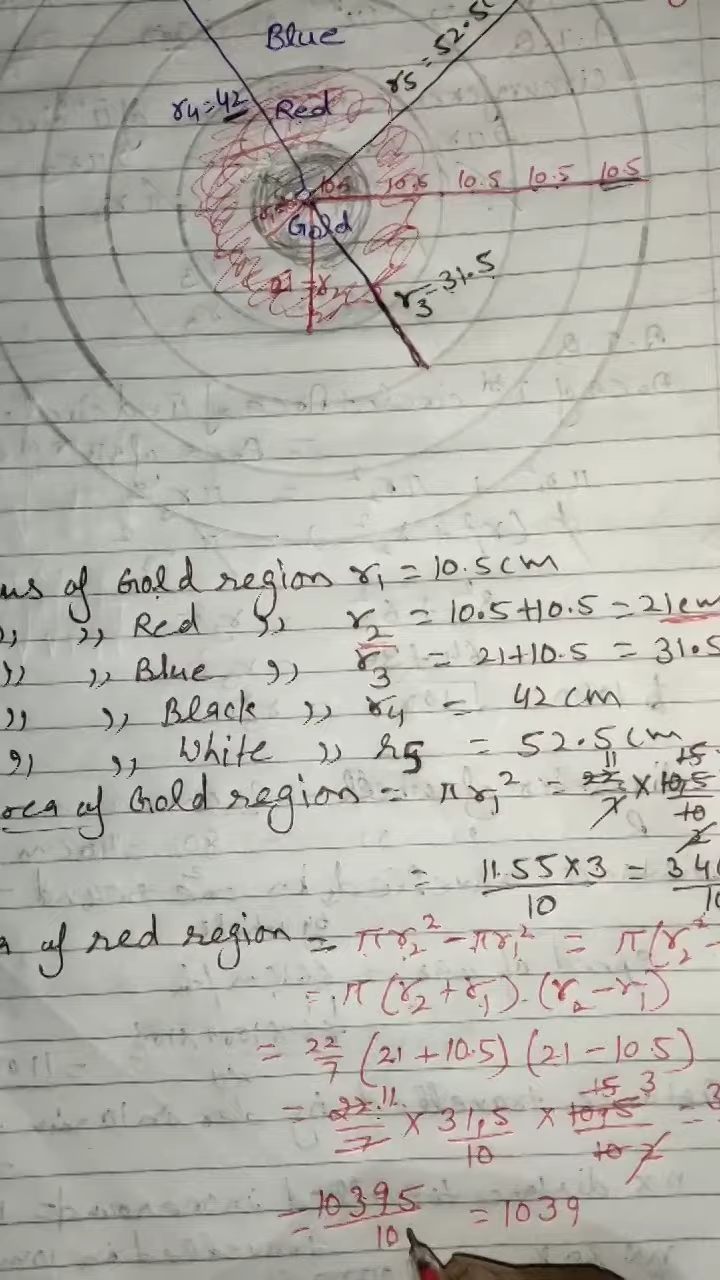 Blue
r5 = 52.5
r4 = 42
Red
10.5 10.5 10.5 10.5 10.5
Gold
21 = r2
r3 = 31.5
us of Gold region r1 = 10.5 cm
,, ,, Red ,, r2 = 10.5+10.5 = 21cm
,, ,, Blue ,, r3 = 21+10.5 = 31.5
,, ,, Black ,, r4 = 42 cm
,, ,, White ,, r5 = 52.5 cm
rea of Gold region = πr1² = 22/7 × 10.5/10
= 11.55×3/10 =
a of red region = πr2² - πr1² = π(r2² -
= π(r2+r1).(r2-r1)
= 22/7 (21+10.5) (21-10.5)
= 22/7 × 31.5/10 × 10.5/10 = 3
= 10395/10 = 1039